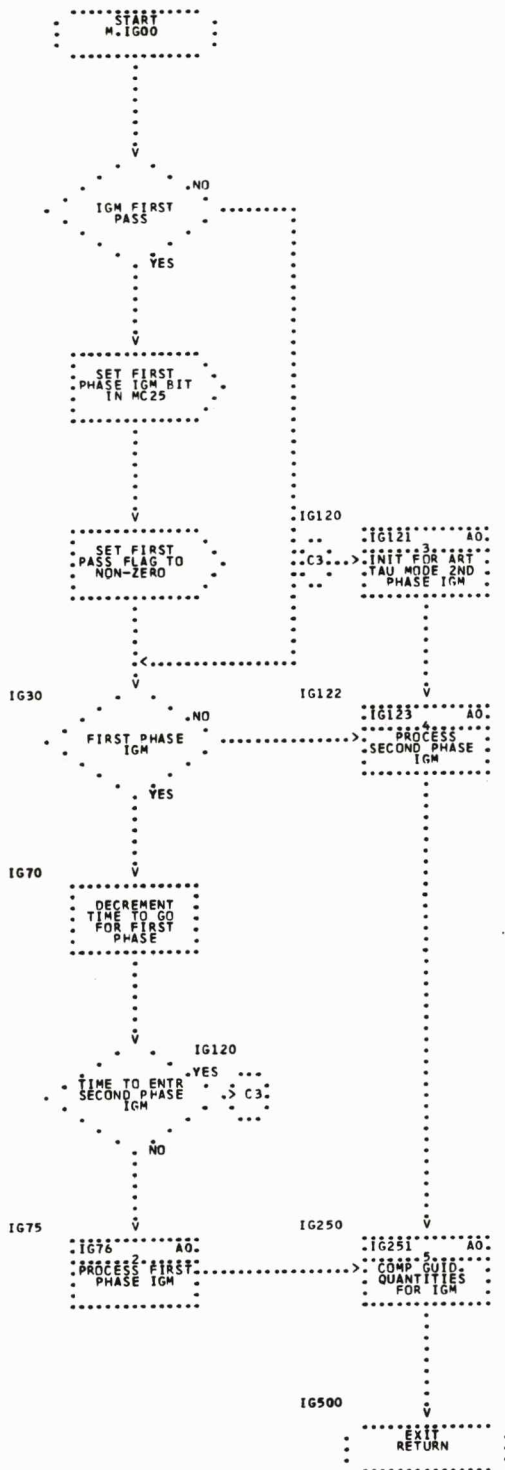 START
M.IG00
NO
IGM FIRST
PASS
YES
SET FIRST
PHASE IGM BIT
IN MC25
SET FIRST
PASS FLAG TO
NON-ZERO
IG120
C3
IG121 A0
3
INIT FOR ART
TAU MODE 2ND
PHASE IGM
IG30
NO
FIRST PHASE
IGM
YES
IG122
IG123 A0
4
PROCESS
SECOND PHASE
IGM
IG70
DECREMENT
TIME TO GO
FOR FIRST
PHASE
IG120
YES
TIME TO ENTR
SECOND PHASE
IGM
C3
NO
IG75
IG76 A0
2
PROCESS FIRST
PHASE IGM
IG250
IG251 A0
5
COMP GUID.
QUANTITIES
FOR IGM
IG500
EXIT
RETURN